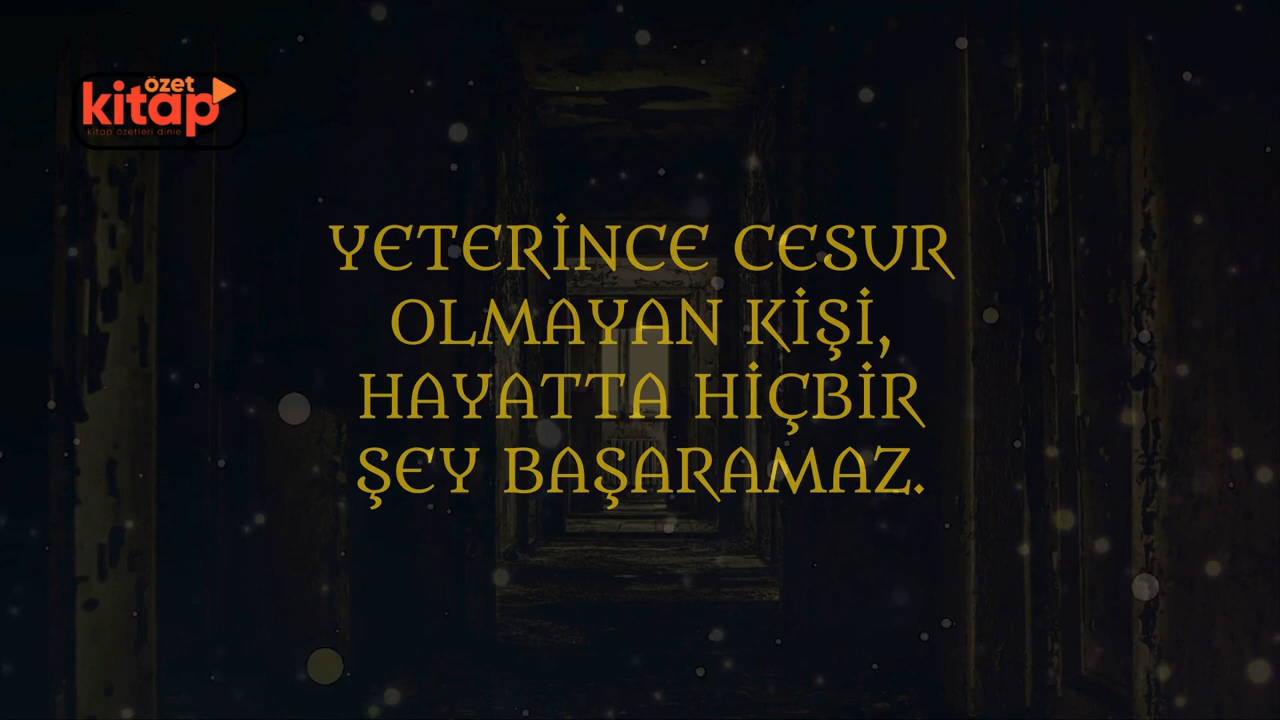 özet
kitap
kitap özetleri dinle
YETERİNCE CESUR
OLMAYAN KİŞİ,
HAYATTA HİÇBİR
ŞEY BAŞARAMAZ.